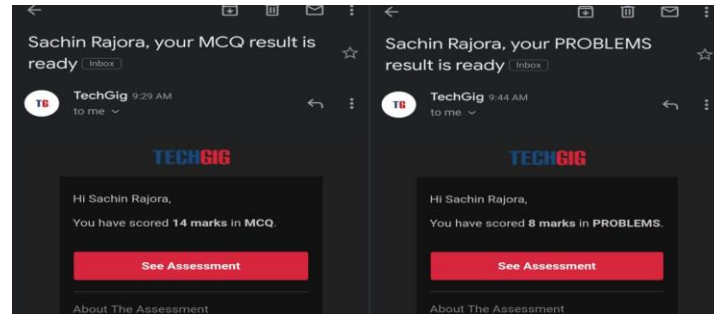 Sachin Rajora, your MCQ result is
ready Inbox
TG
TechGig 9:29 AM
to me
TECHGIG
Hi Sachin Rajora,
You have scored 14 marks in MCQ.
See Assessment
About The Assessment
Sachin Rajora, your PROBLEMS
result is ready Inbox
TG
TechGig 9:44 AM
to me
TECHGIG
Hi Sachin Rajora,
You have scored 8 marks in PROBLEMS.
See Assessment
About The Assessment